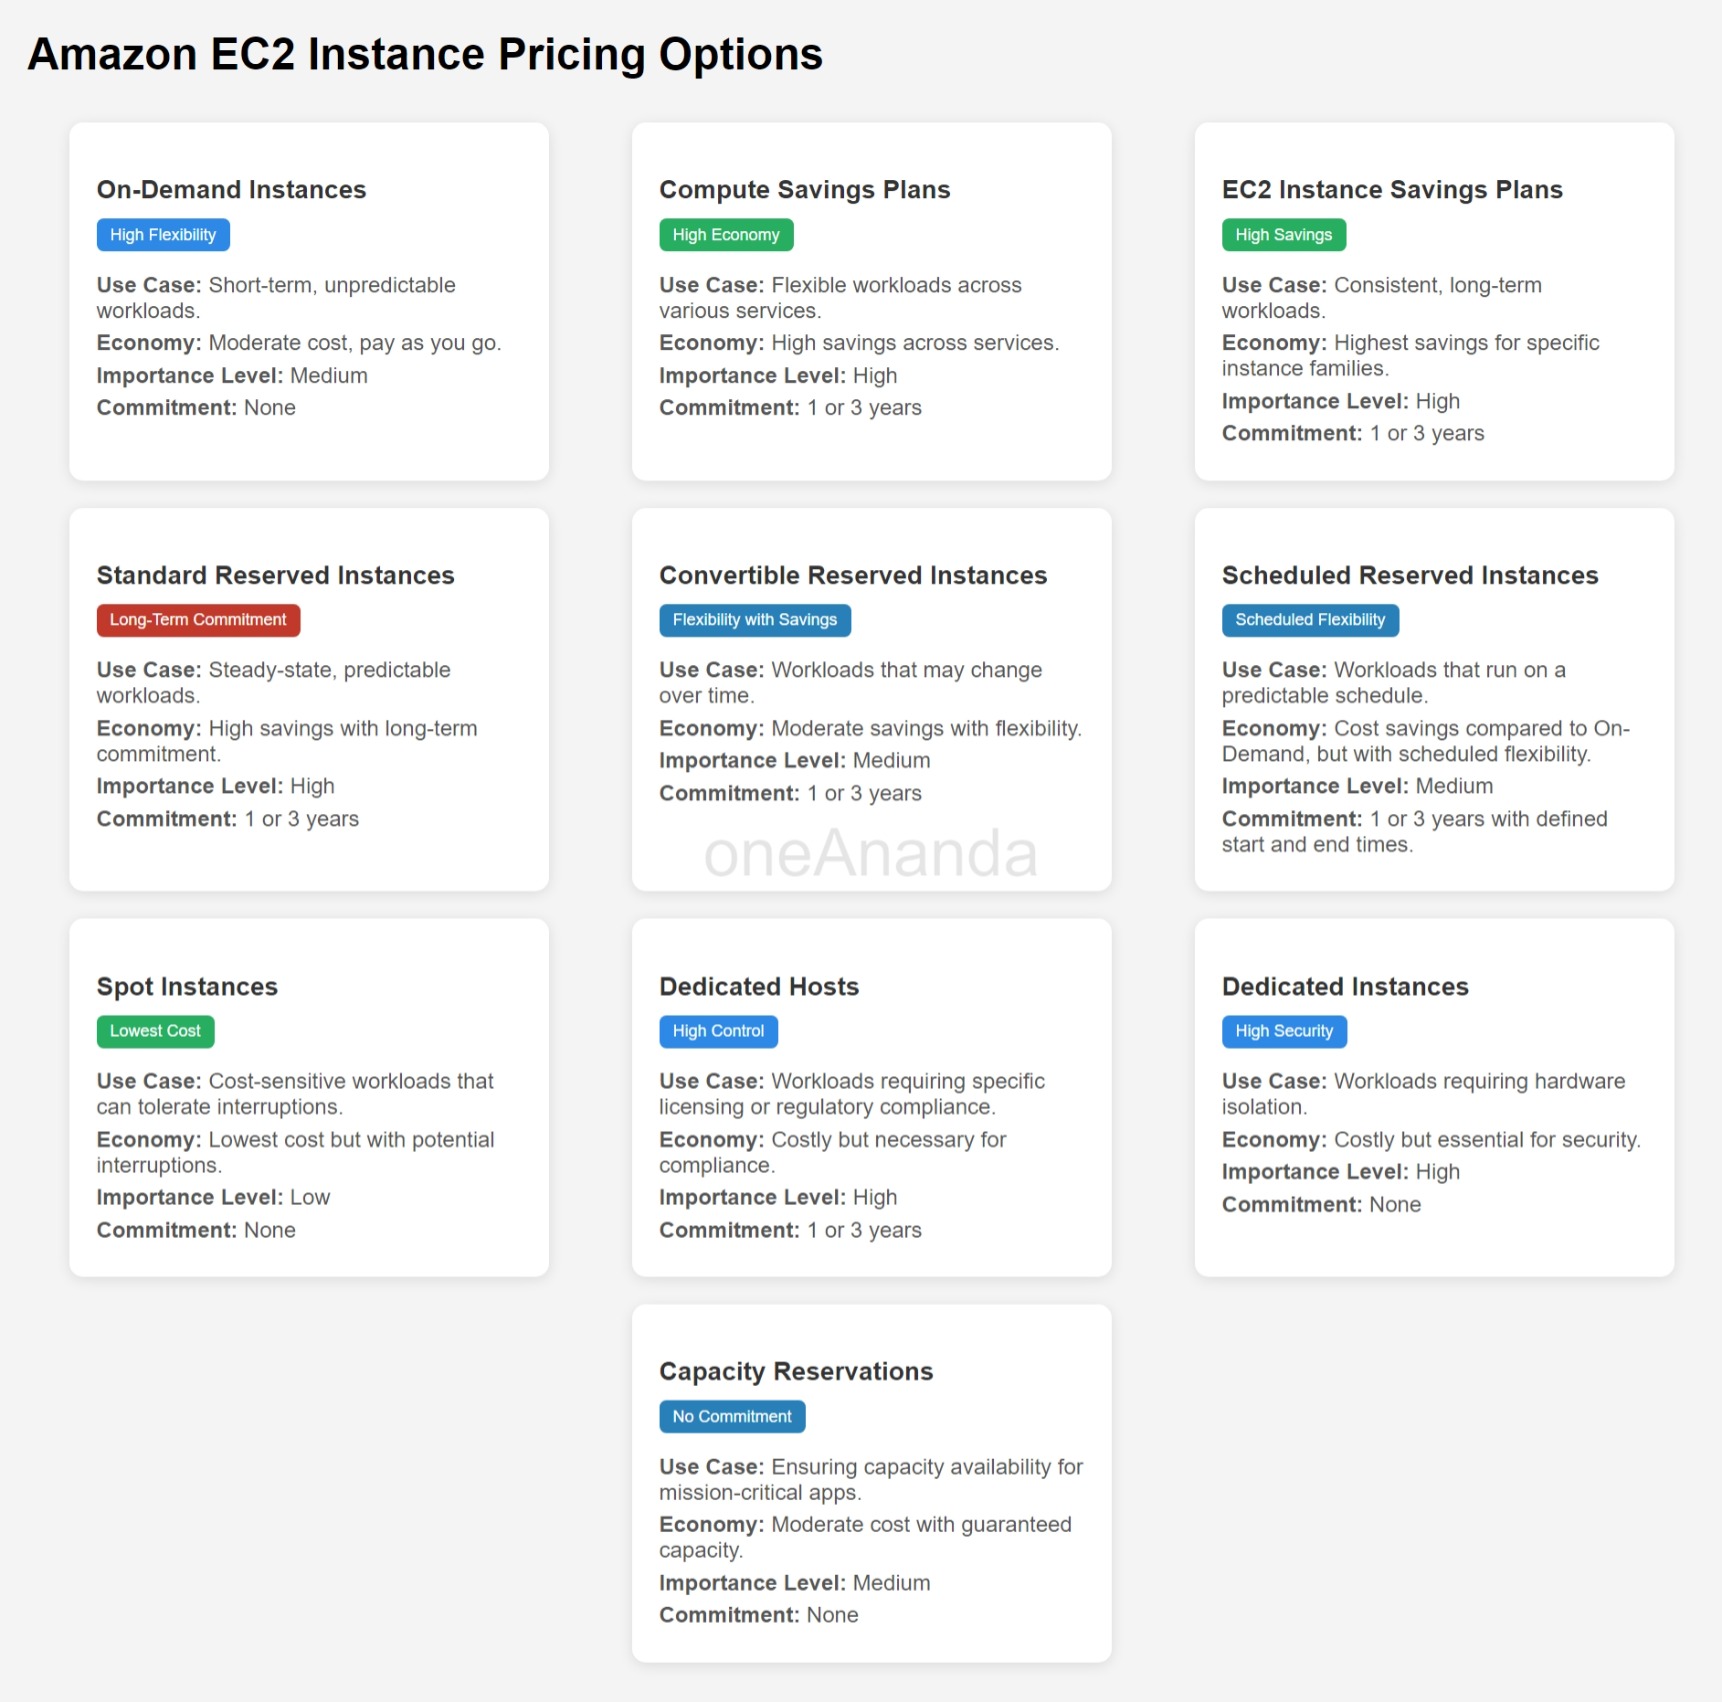 Amazon EC2 Instance Pricing Options
On-Demand Instances
High Flexibility
Use Case: Short-term, unpredictable
workloads.
Economy: Moderate cost, pay as you go.
Importance Level: Medium
Commitment: None
Compute Savings Plans
High Economy
Use Case: Flexible workloads across
various services.
Economy: High savings across services.
Importance Level: High
Commitment: 1 or 3 years
EC2 Instance Savings Plans
High Savings
Use Case: Consistent, long-term
workloads.
Economy: Highest savings for specific
instance families.
Importance Level: High
Commitment: 1 or 3 years
Standard Reserved Instances
Long-Term Commitment
Use Case: Steady-state, predictable
workloads.
Economy: High savings with long-term
commitment.
Importance Level: High
Commitment: 1 or 3 years
Convertible Reserved Instances
Flexibility with Savings
Use Case: Workloads that may change
over time.
Economy: Moderate savings with flexibility.
Importance Level: Medium
Commitment: 1 or 3 years
oneAnanda
Scheduled Reserved Instances
Scheduled Flexibility
Use Case: Workloads that run on a
predictable schedule.
Economy: Cost savings compared to On-
Demand, but with scheduled flexibility.
Importance Level: Medium
Commitment: 1 or 3 years with defined
start and end times.
Spot Instances
Lowest Cost
Use Case: Cost-sensitive workloads that
can tolerate interruptions.
Economy: Lowest cost but with potential
interruptions.
Importance Level: Low
Commitment: None
Dedicated Hosts
High Control
Use Case: Workloads requiring specific
licensing or regulatory compliance.
Economy: Costly but necessary for
compliance.
Importance Level: High
Commitment: 1 or 3 years
Dedicated Instances
High Security
Use Case: Workloads requiring hardware
isolation.
Economy: Costly but essential for security.
Importance Level: High
Commitment: None
Capacity Reservations
No Commitment
Use Case: Ensuring capacity availability for
mission-critical apps.
Economy: Moderate cost with guaranteed
capacity.
Importance Level: Medium
Commitment: None